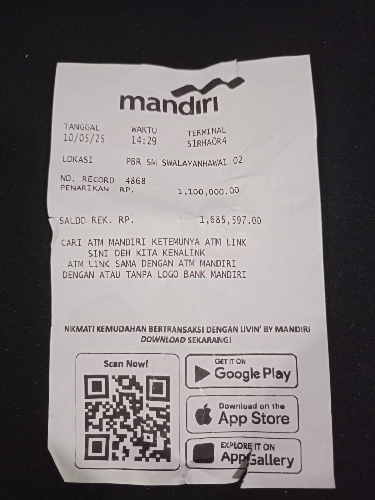 mandiri
TANGGAL WAKTU TERMINAL
10/05/25 14:29 S1RHAOR4
LOKASI PBR SW SWALAYANHAWAI 02
NO. RECORD 4868
PENARIKAN RP. 1,100,000.00
SALDO REK. RP. 1,685,597.00
CARI ATM MANDIRI KETEMUNYA ATM LINK
SINI DEH KITA KENALINK
ATM LINK SAMA DENGAN ATM MANDIRI
DENGAN ATAU TANPA LOGO BANK MANDIRI
NIKMATI KEMUDAHAN BERTRANSAKSI DENGAN LIVIN' BY MANDIRI
DOWNLOAD SEKARANG!
Scan Now!
GET IT ON
Google Play
Download on the
App Store
EXPLORE IT ON
AppGallery